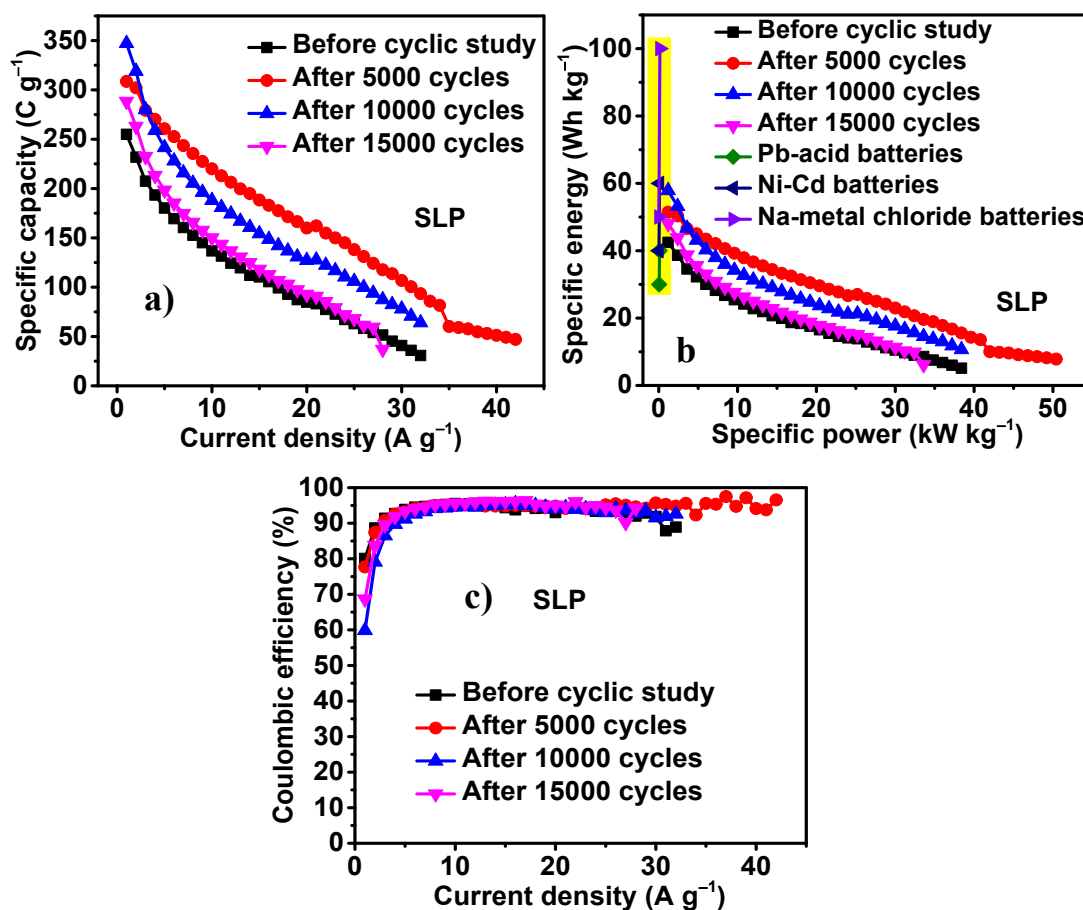 Specific capacity (C g⁻¹)
350
300
250
200
150
100
50
0
Before cyclic study
After 5000 cycles
After 10000 cycles
After 15000 cycles
SLP
a)
0 10 20 30 40
Current density (A g⁻¹)
Specific energy (Wh kg⁻¹)
100
80
60
40
20
0
Before cyclic study
After 5000 cycles
After 10000 cycles
After 15000 cycles
Pb-acid batteries
Ni-Cd batteries
Na-metal chloride batteries
SLP
b
0 10 20 30 40 50
Specific power (kW kg⁻¹)
Coulombic efficiency (%)
100
90
80
70
60
50
40
30
20
10
0
c) SLP
Before cyclic study
After 5000 cycles
After 10000 cycles
After 15000 cycles
0 10 20 30 40
Current density (A g⁻¹)